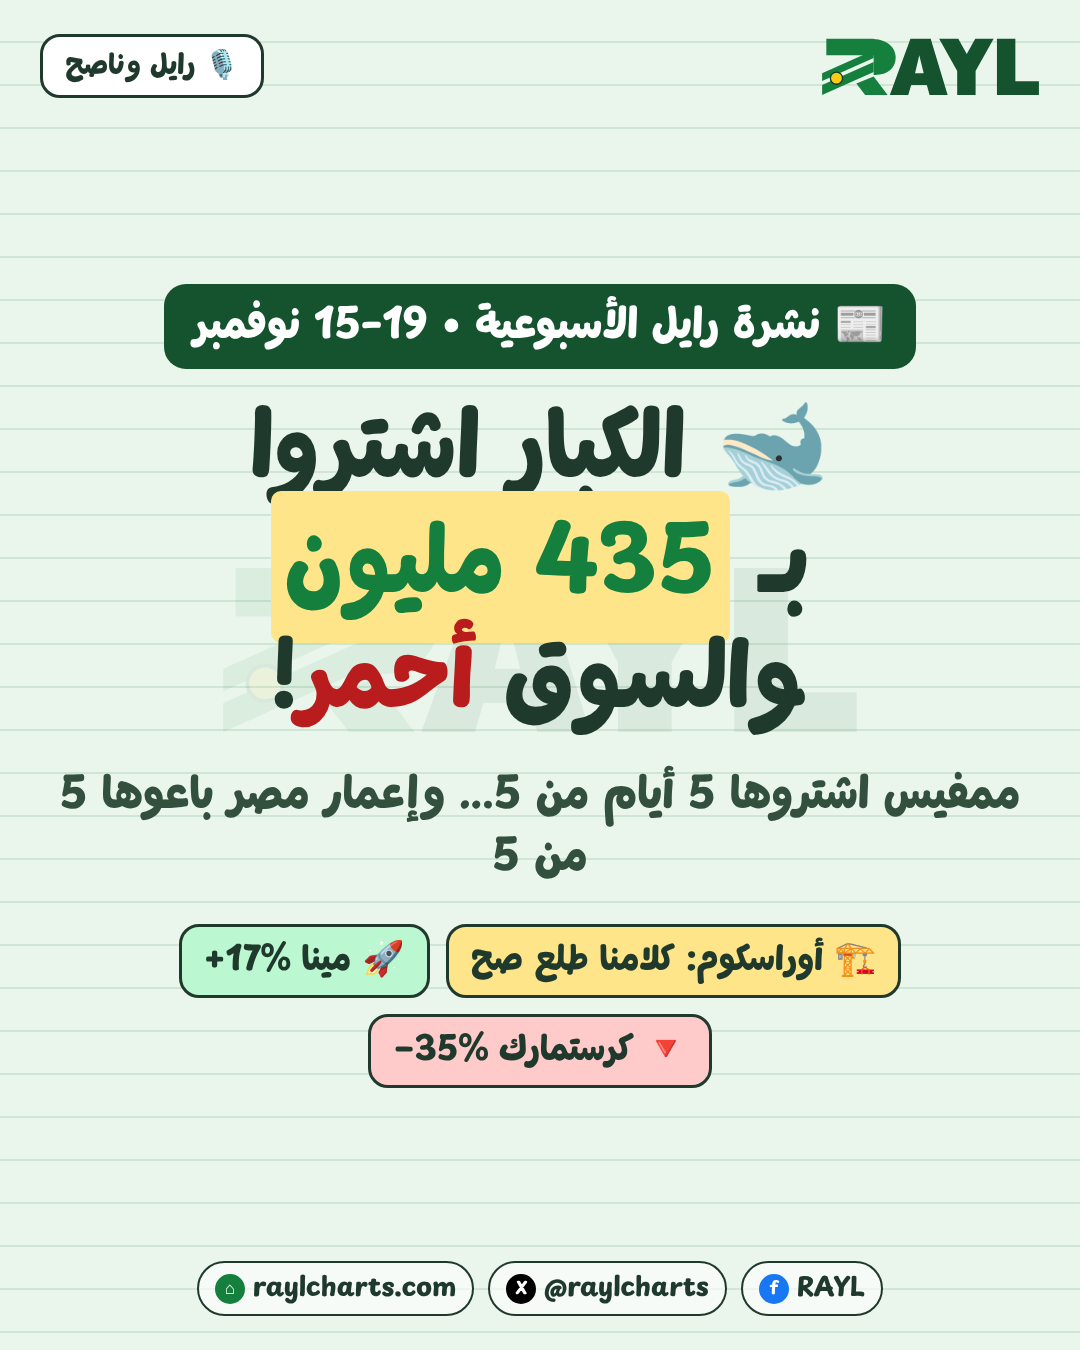 RAYL
🎙️ رايل وناصح
📰 نشرة رايل الأسبوعية • 15–19 نوفمبر
🐋 الكبار اشتروا
بـ 435 مليون
والسوق أحمر!
ممفيس اشتروها 5 أيام من 5... وإعمار مصر باعوها 5
من 5
🏗️ أوراسكوم: كلامنا طلع صح
🚀 مينا 17%+
🔻 كرستمارك 35%−
raylcharts.com
X @raylcharts
f RAYL